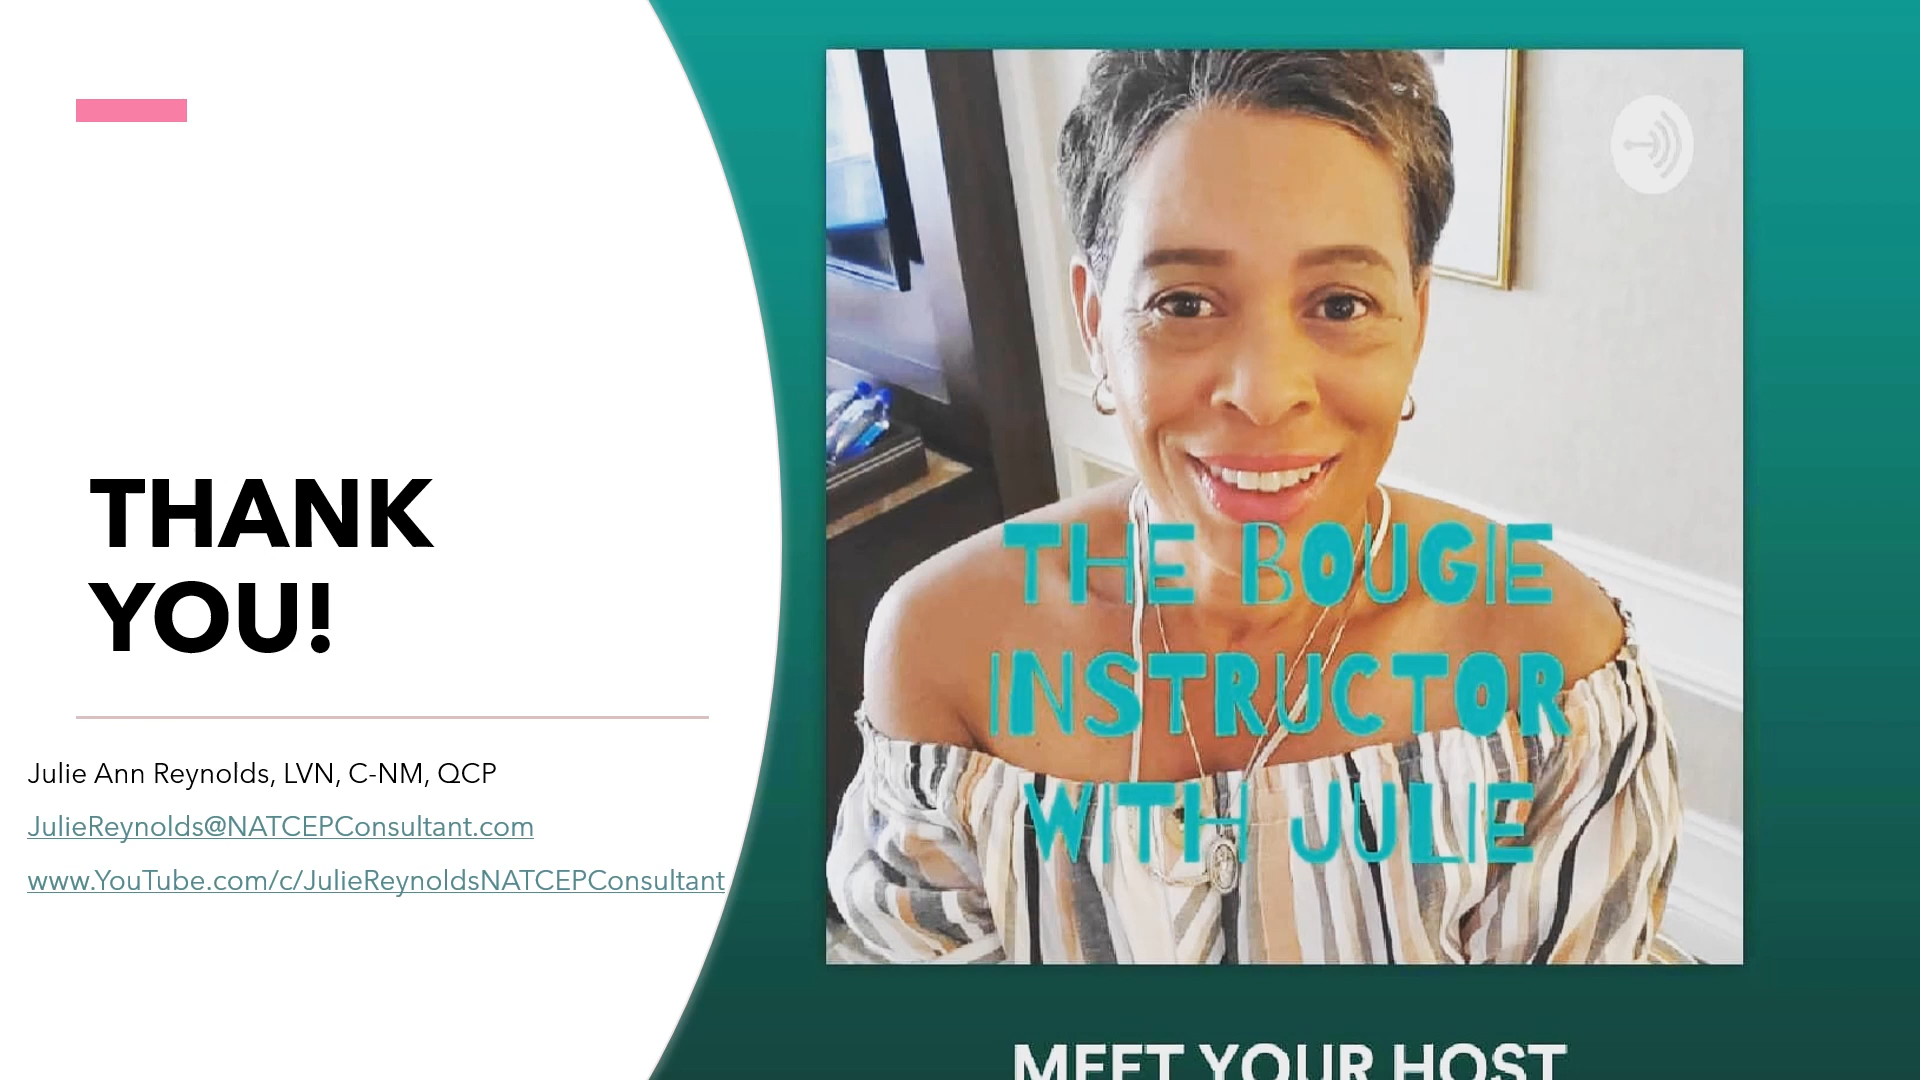 THANK
YOU!
Julie Ann Reynolds, LVN, C-NM, QCP
JulieReynolds@NATCEPConsultant.com
www.YouTube.com/c/JulieReynoldsNATCEPConsultant
THE BOUGIE
INSTRUCTOR
WITH JULIE
MEET YOUR HOST